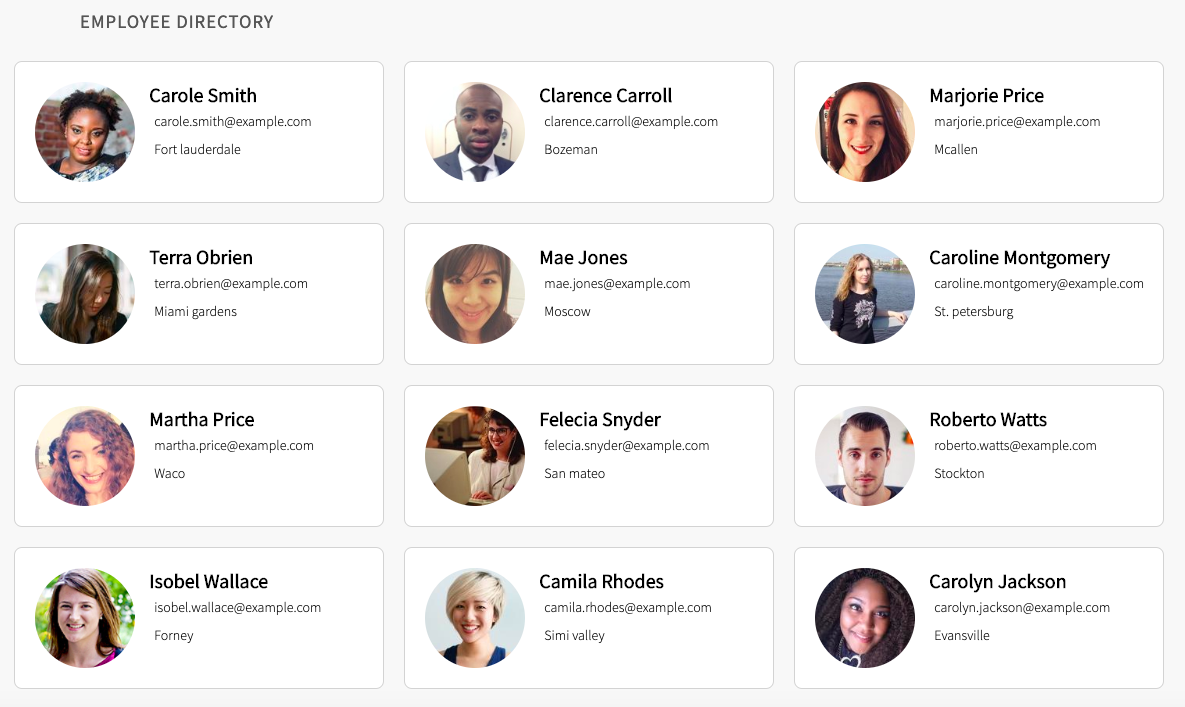 EMPLOYEE DIRECTORY
Carole Smith
carole.smith@example.com
Fort lauderdale
Clarence Carroll
clarence.carroll@example.com
Bozeman
Marjorie Price
marjorie.price@example.com
Mcallen
Terra Obrien
terra.obrien@example.com
Miami gardens
Mae Jones
mae.jones@example.com
Moscow
Caroline Montgomery
caroline.montgomery@example.com
St. petersburg
Martha Price
martha.price@example.com
Waco
Felecia Snyder
felecia.snyder@example.com
San mateo
Roberto Watts
roberto.watts@example.com
Stockton
Isobel Wallace
isobel.wallace@example.com
Forney
Camila Rhodes
camila.rhodes@example.com
Simi valley
Carolyn Jackson
carolyn.jackson@example.com
Evansville